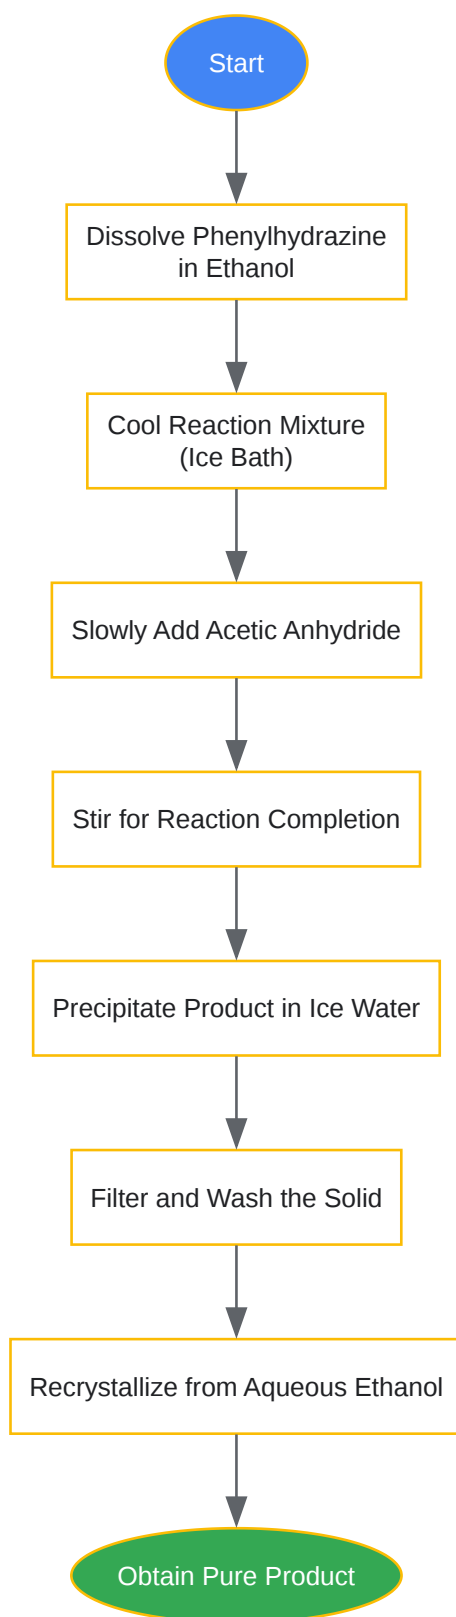 Start
Dissolve Phenylhydrazine
in Ethanol
Cool Reaction Mixture
(Ice Bath)
Slowly Add Acetic Anhydride
Stir for Reaction Completion
Precipitate Product in Ice Water
Filter and Wash the Solid
Recrystallize from Aqueous Ethanol
Obtain Pure Product